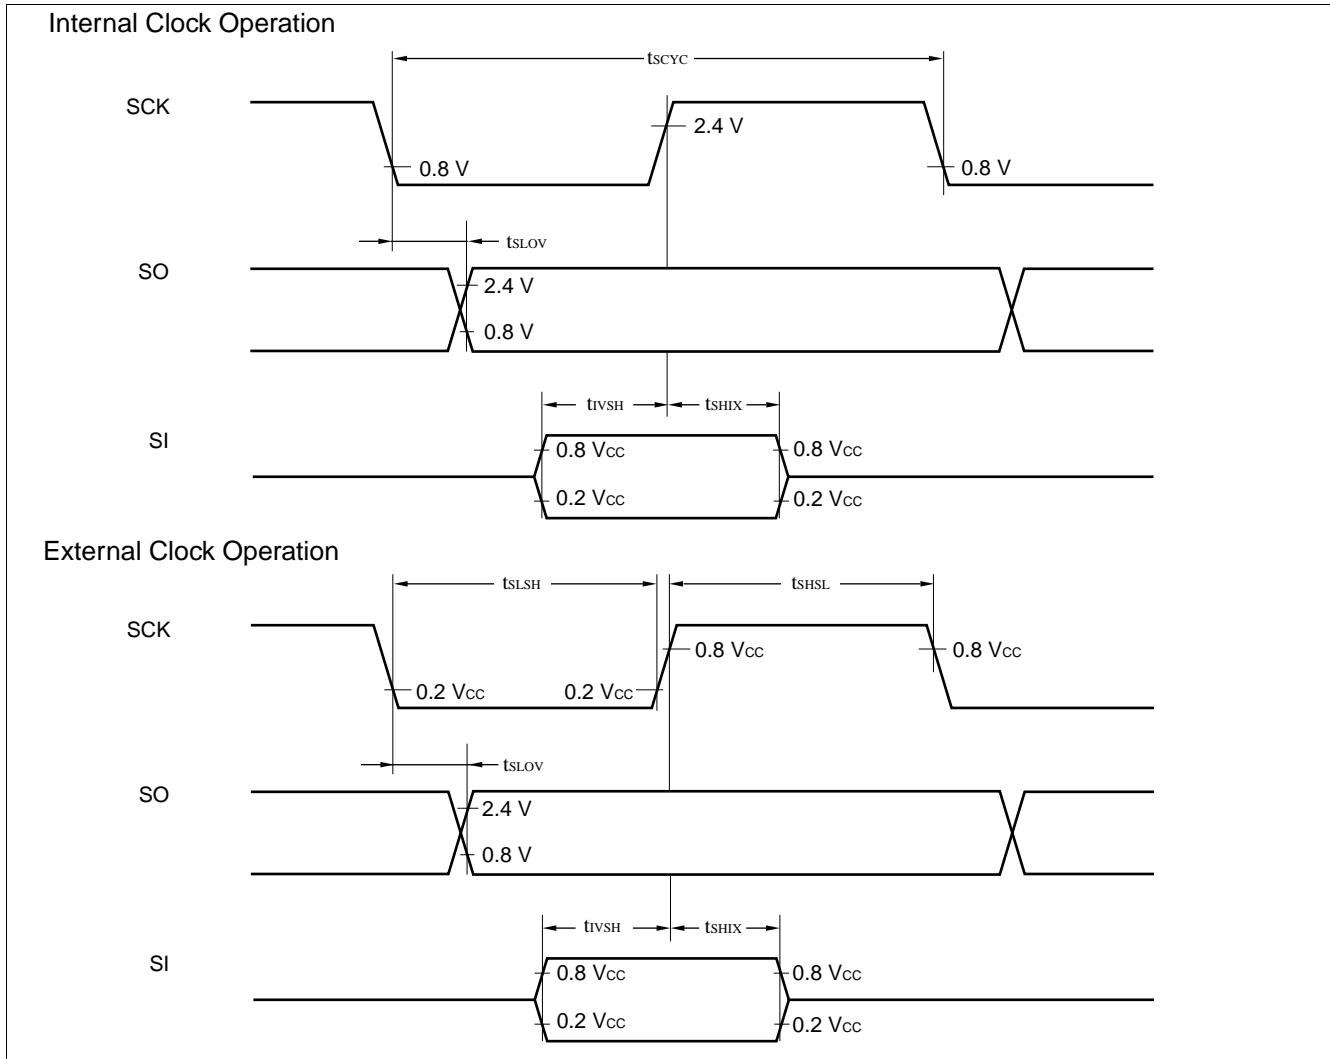 Internal Clock Operation
tSCYC
SCK
2.4 V
0.8 V
0.8 V
tSLOV
SO
2.4 V
0.8 V
tIVSH
tSHIX
SI
0.8 VCC
0.8 VCC
0.2 VCC
0.2 VCC
External Clock Operation
tSLSH
tSHSL
SCK
0.8 VCC
0.8 VCC
0.2 VCC
0.2 VCC
tSLOV
SO
2.4 V
0.8 V
tIVSH
tSHIX
SI
0.8 VCC
0.8 VCC
0.2 VCC
0.2 VCC